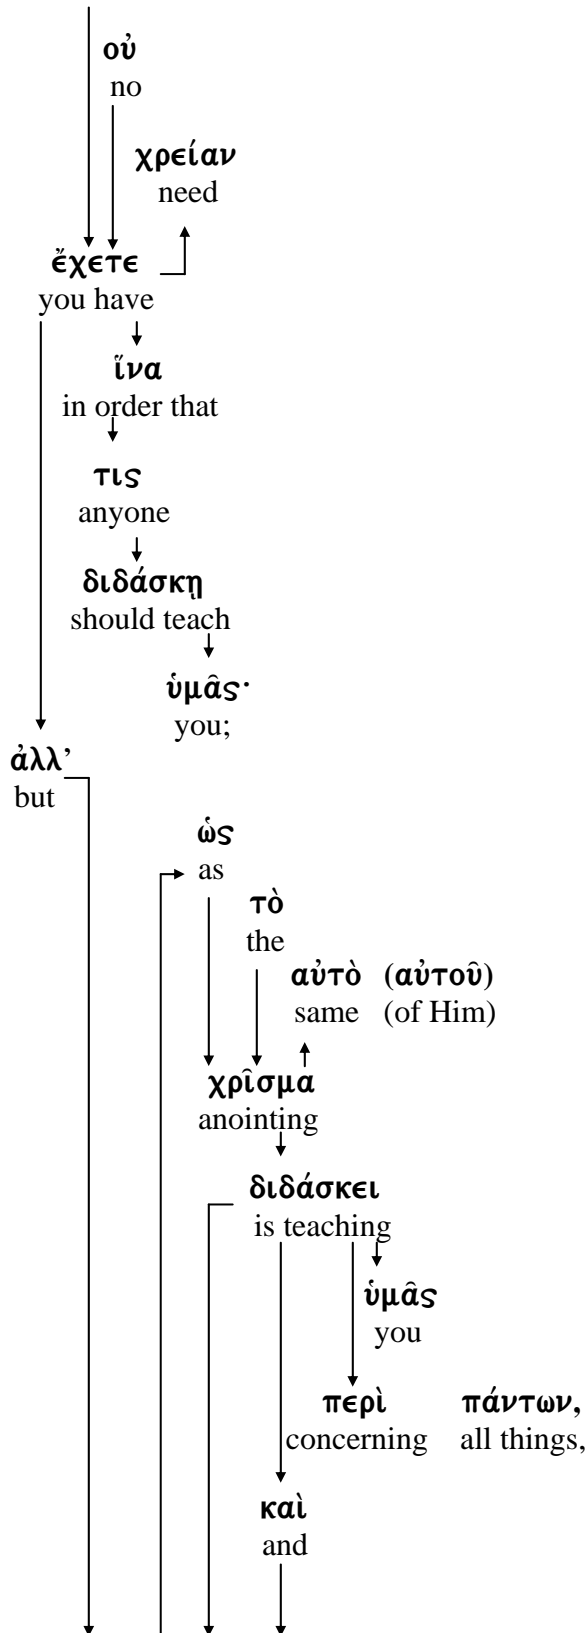 οὐ
no
χρείαν
need
ἔχετε
you have
ἵνα
in order that
τις
anyone
διδάσκῃ
should teach
ὑμᾶς·
you;
ἀλλ’
but
ὡς
as
τὸ
the
αὐτὸ (αὐτοῦ)
same (of Him)
χρῖσμα
anointing
διδάσκει
is teaching
ὑμᾶς
you
περὶ πάντων,
concerning all things,
καὶ
and